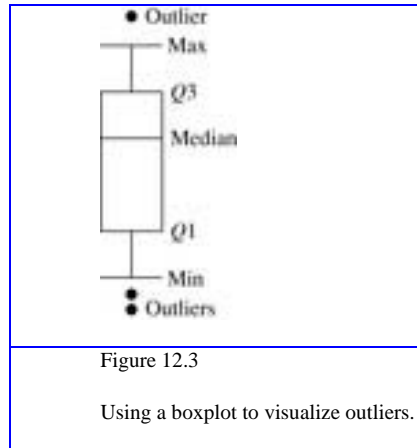 Outlier
Max
Q3
Median
Q1
Min
Outliers
Figure 12.3
Using a boxplot to visualize outliers.